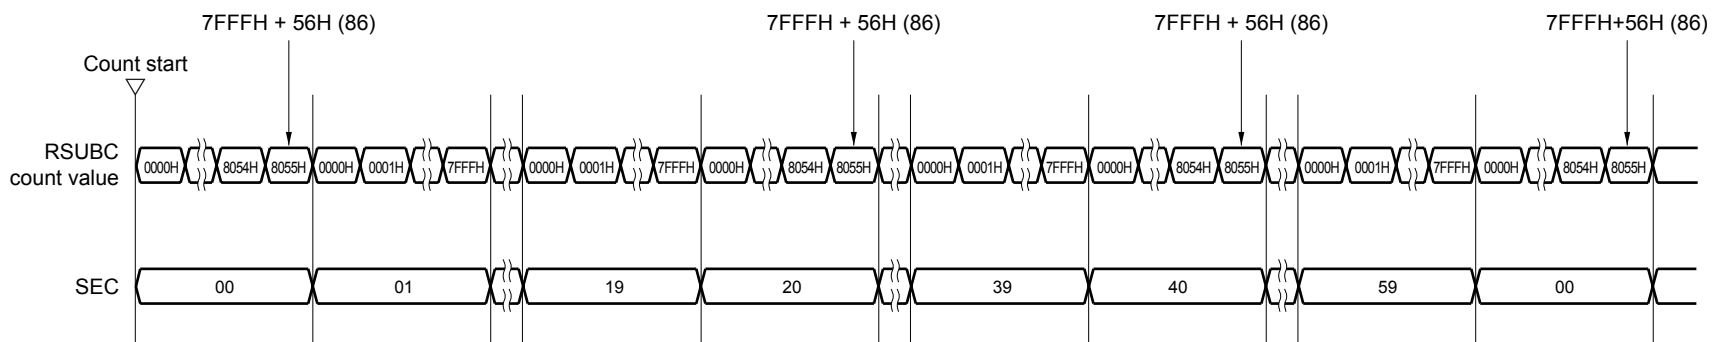 7FFFH + 56H (86) 7FFFH + 56H (86) 7FFFH + 56H (86) 7FFFH+56H (86)
Count start
RSUBC
count value
0000H 8054H 8055H 0000H 0001H 7FFFH 0000H 0001H 7FFFH 0000H 8054H 8055H 0000H 0001H 7FFFH 0000H 8054H 8055H 0000H 0001H 7FFFH 0000H 8054H 8055H
SEC 00 01 19 20 39 40 59 00